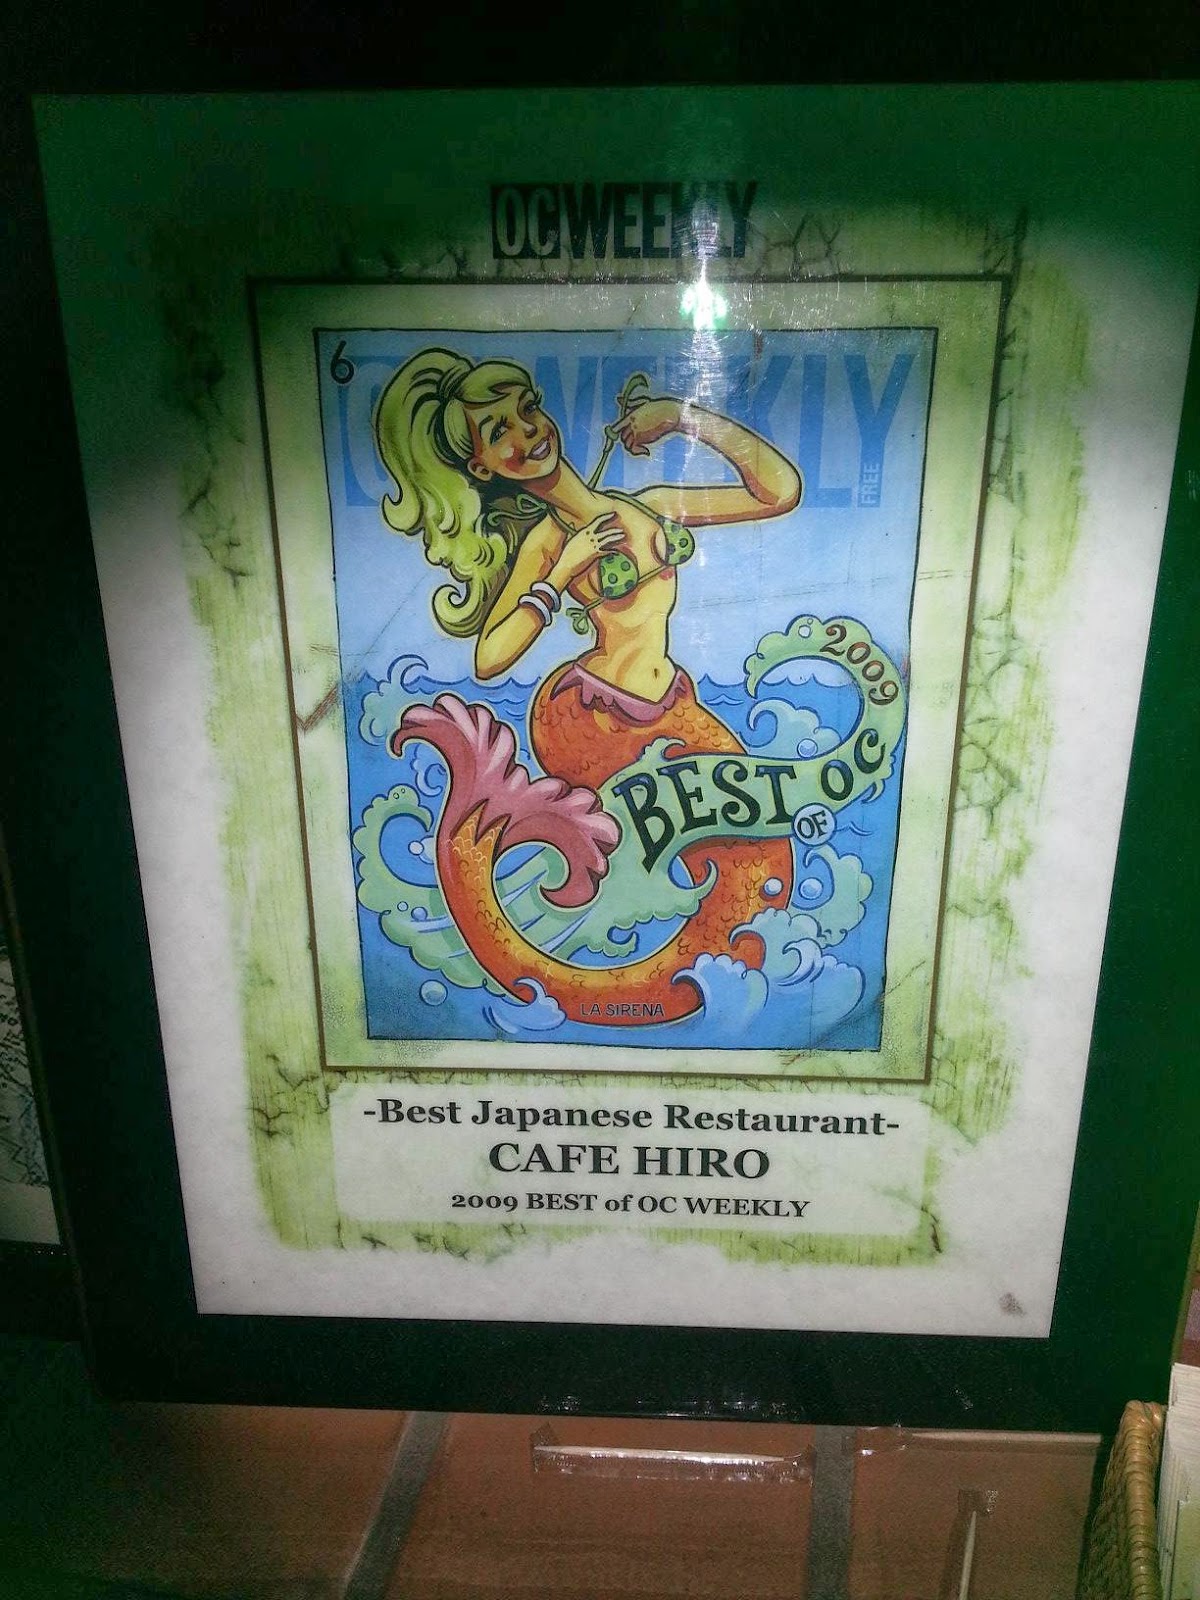 OC WEEKLY
6
OC WEEKLY
FREE
2009
BEST OF OC
LA SIRENA
-Best Japanese Restaurant-
CAFE HIRO
2009 BEST of OC WEEKLY